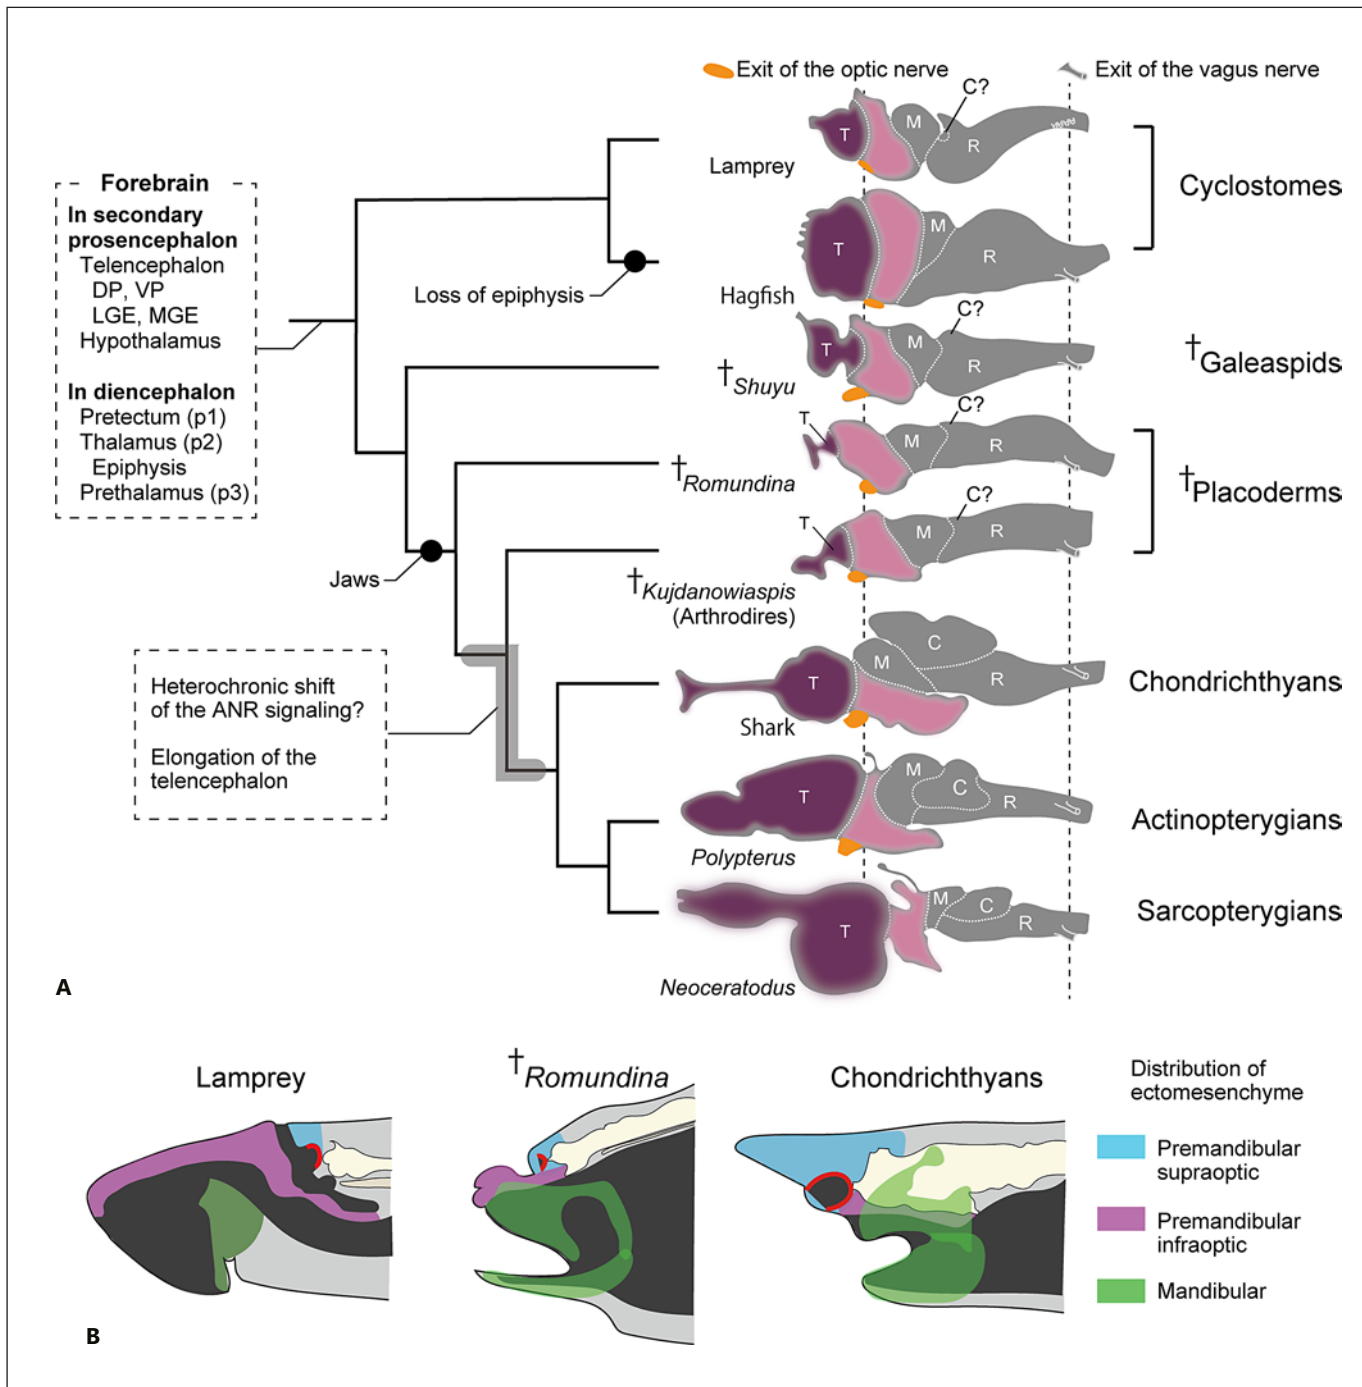 Exit of the optic nerve
Exit of the vagus nerve
C?
T
M
R
Lamprey
Cyclostomes
Forebrain
In secondary
prosencephalon
Telencephalon
DP, VP
LGE, MGE
Hypothalamus
In diencephalon
Pretectum (p1)
Thalamus (p2)
Epiphysis
Prethalamus (p3)
T
M
R
Loss of epiphysis
Hagfish
C?
T
M
R
†Shuyu
†Galeaspids
C?
T
M
R
†Romundina
†Placoderms
C?
T
M
R
Jaws
†Kujdanowiaspis
(Arthrodires)
C
M
T
R
Shark
Chondrichthyans
Heterochronic shift
of the ANR signaling?
Elongation of the
telencephalon
M
C
T
R
Polypterus
Actinopterygians
M
C
R
T
Neoceratodus
Sarcopterygians
A
Lamprey
†Romundina
Chondrichthyans
Distribution of
ectomesenchyme
Premandibular
supraoptic
Premandibular
infraoptic
Mandibular
B